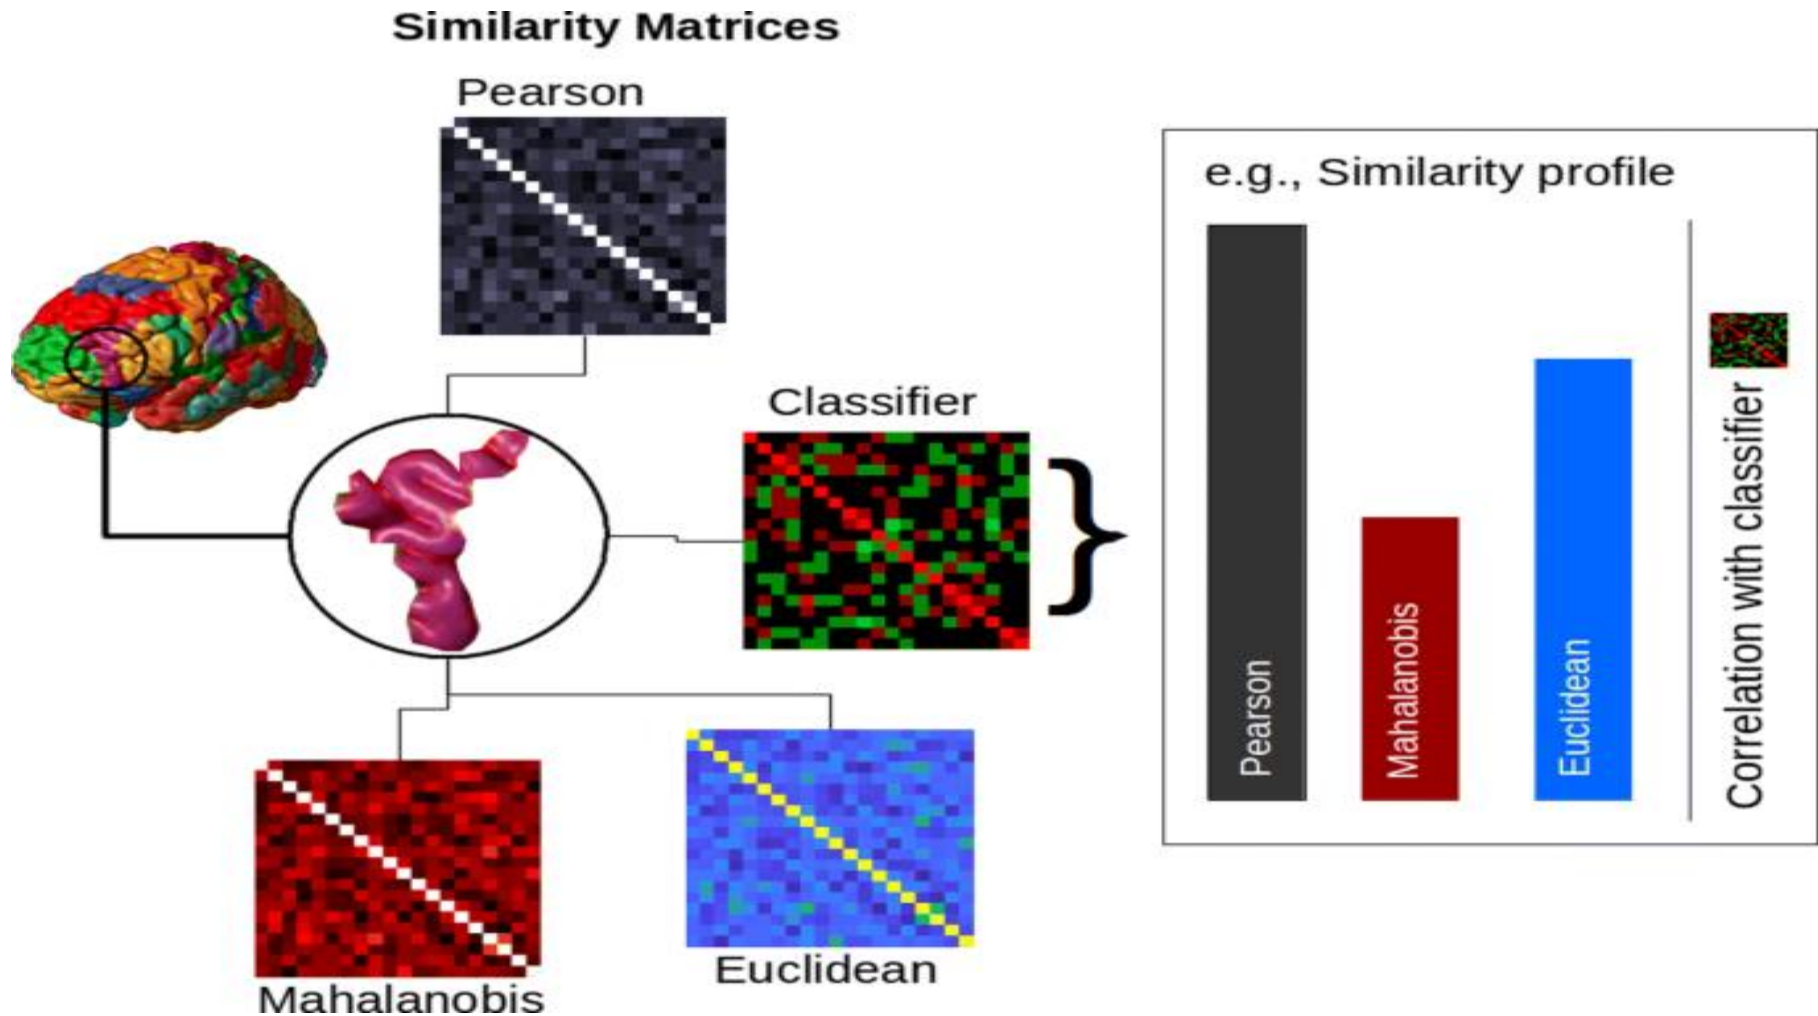 Similarity Matrices
Pearson
Classifier
Mahalanobis
Euclidean
e.g., Similarity profile
Pearson
Mahalanobis
Euclidean
Correlation with classifier